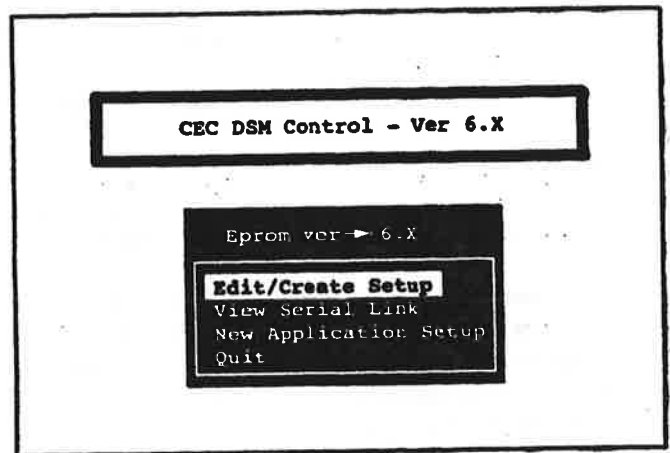 CEC DSM Control - Ver 6.X
Eprom ver→ 6.X
Edit/Create Setup
View Serial Link
New Application Setup
Quit